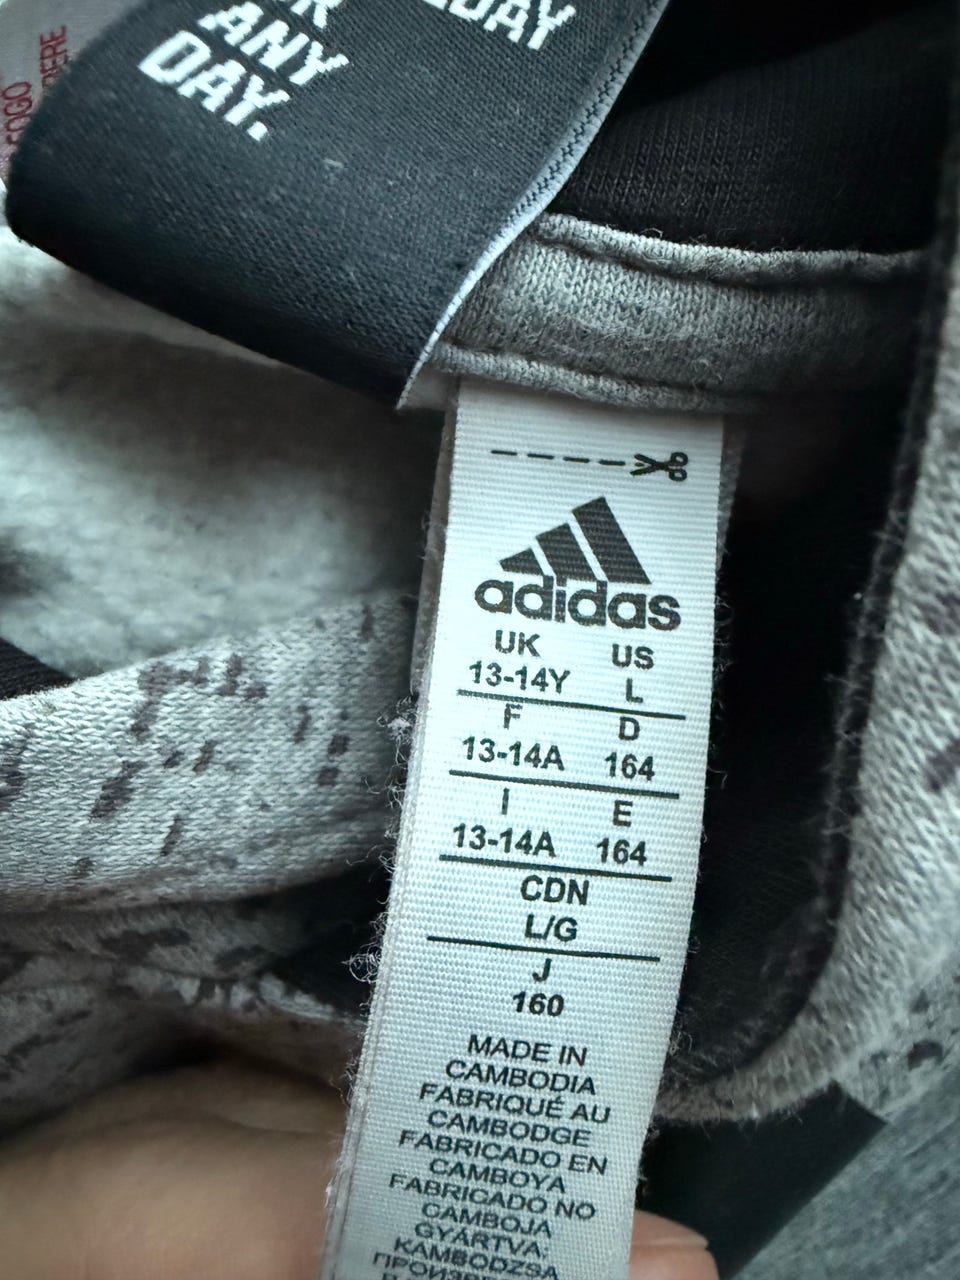 DAY
ANY
DAY.
adidas
UK US
13-14Y L
F D
13-14A 164
I E
13-14A 164
CDN
L/G
J
160
MADE IN
CAMBODIA
FABRIQUÉ AU
CAMBODGE
FABRICADO EN
CAMBOYA
FABRICADO NO
CAMBOJA
GYÁRTVA:
KAMBODZSA